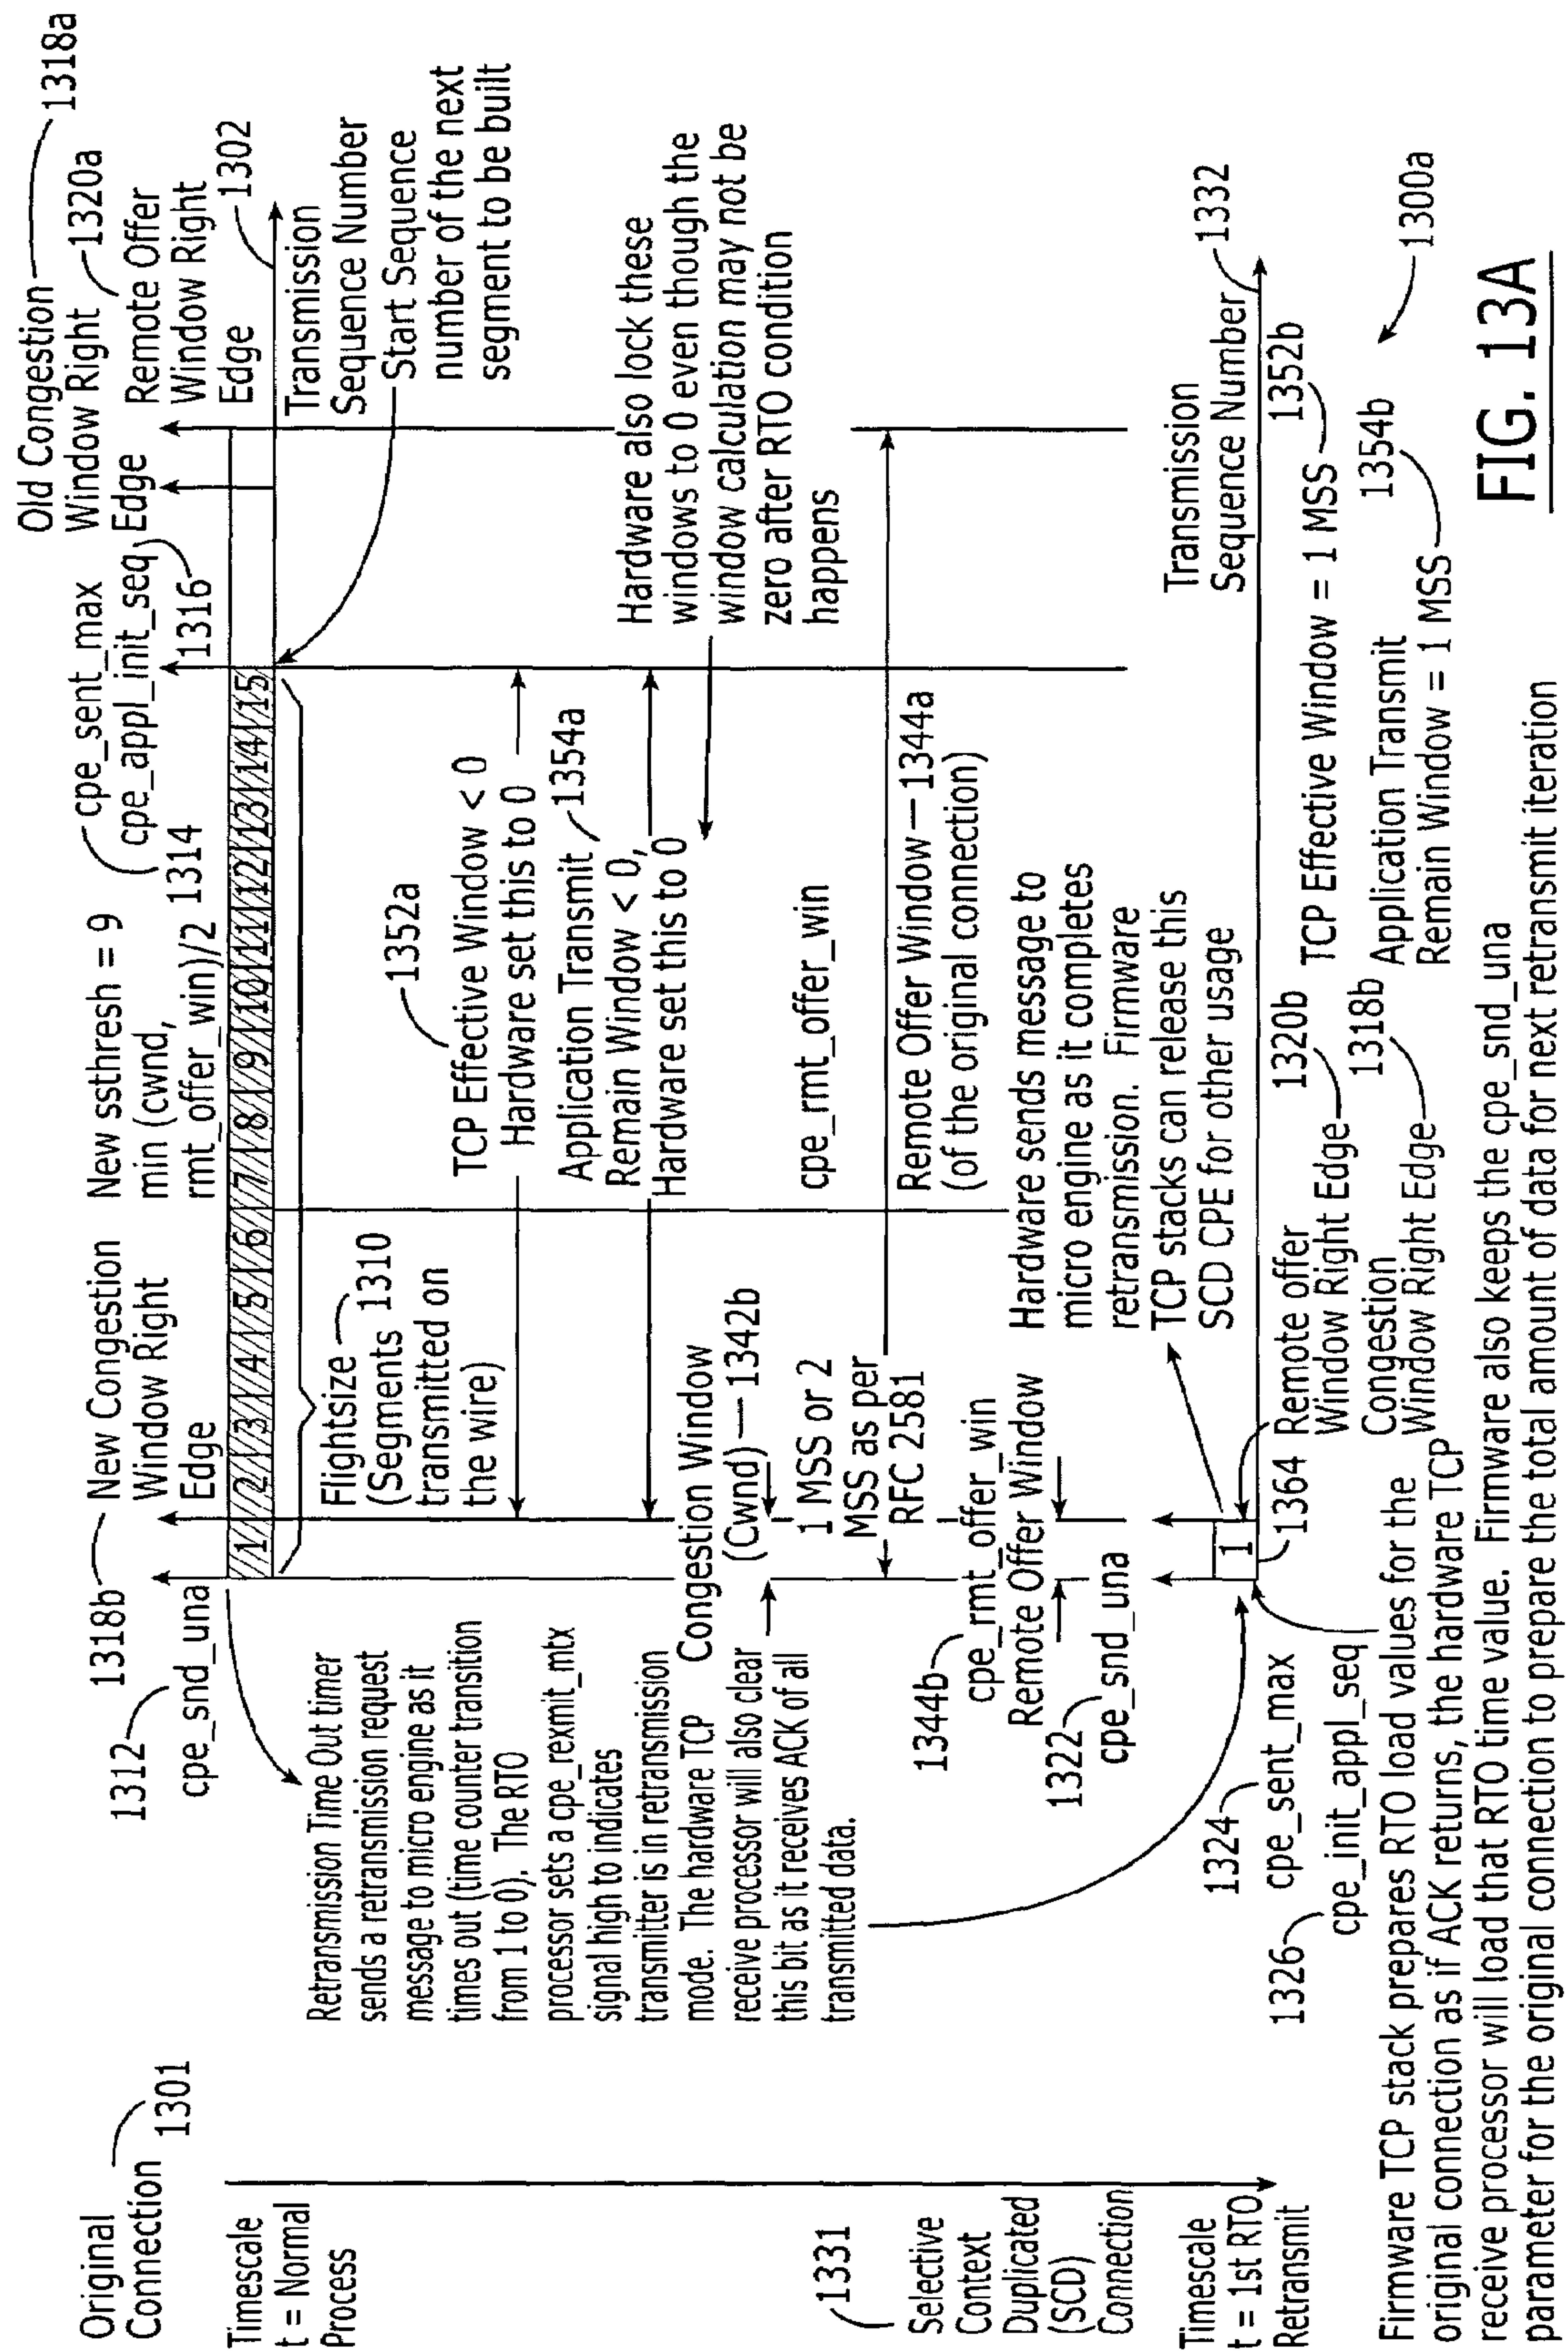 Original
Connection
1301
Timescale
t = Normal
Process
1312
cpe_snd_una
1318b
New Congestion
Window Right
Edge
New ssthresh = 9
min (cwnd,
rmt_offer_win)/2
1314
cpe_sent_max
cpe_appl_init_seq
1316
Old Congestion
Window Right
Edge
1318a
1320a
Remote Offer
Window Right
Edge
1302
1 2 3 4 5 6 7 8 9 10 11 12 13 14 15
Transmission
Sequence Number
Start Sequence
number of the next
segment to be built
Flightsize
1310
(Segments
transmitted on
the wire)
Retransmission Time Out timer
sends a retransmission request
message to micro engine as it
times out (time counter transition
from 1 to 0). The RTO
processor sets a cpe_rexmit_mtx
signal high to indicates
transmitter is in retransmission
mode. The hardware TCP
receive processor will also clear
this bit as it receives ACK of all
transmitted data.
1352a
TCP Effective Window < 0
Hardware set this to 0
Application Transmit
1354a
Remain Window < 0,
Hardware set this to 0
Hardware also lock these
windows to 0 even though the
window calculation may not be
zero after RTO condition
happens
Congestion Window
(Cwnd)
1342b
1 MSS or 2
MSS as per
RFC 2581
cpe_rmt_offer_win
Remote Offer Window
1344a
(of the original connection)
1344b
cpe_rmt_offer_win
Remote Offer Window
1322
cpe_snd_una
Hardware sends message to
micro engine as it completes
retransmission. Firmware
TCP stacks can release this
SCD CPE for other usage
1331
Selective
Context
Duplicated
(SCD)
Connection
Timescale
t = 1st RTO
Retransmit
1
1324
cpe_sent_max
1326
cpe_init_appl_seq
1364
Remote offer
Window Right Edge
1320b
Congestion
Window Right Edge
1318b
Transmission
Sequence Number
1332
TCP Effective Window = 1 MSS
1352b
Application Transmit
Remain Window = 1 MSS
1354b
1300a
Firmware TCP stack prepares RTO load values for the
original connection as if ACK returns, the hardware TCP
receive processor will load that RTO time value. Firmware also keeps the cpe_snd_una
parameter for the original connection to prepare the total amount of data for next retransmit iteration
FIG. 13A